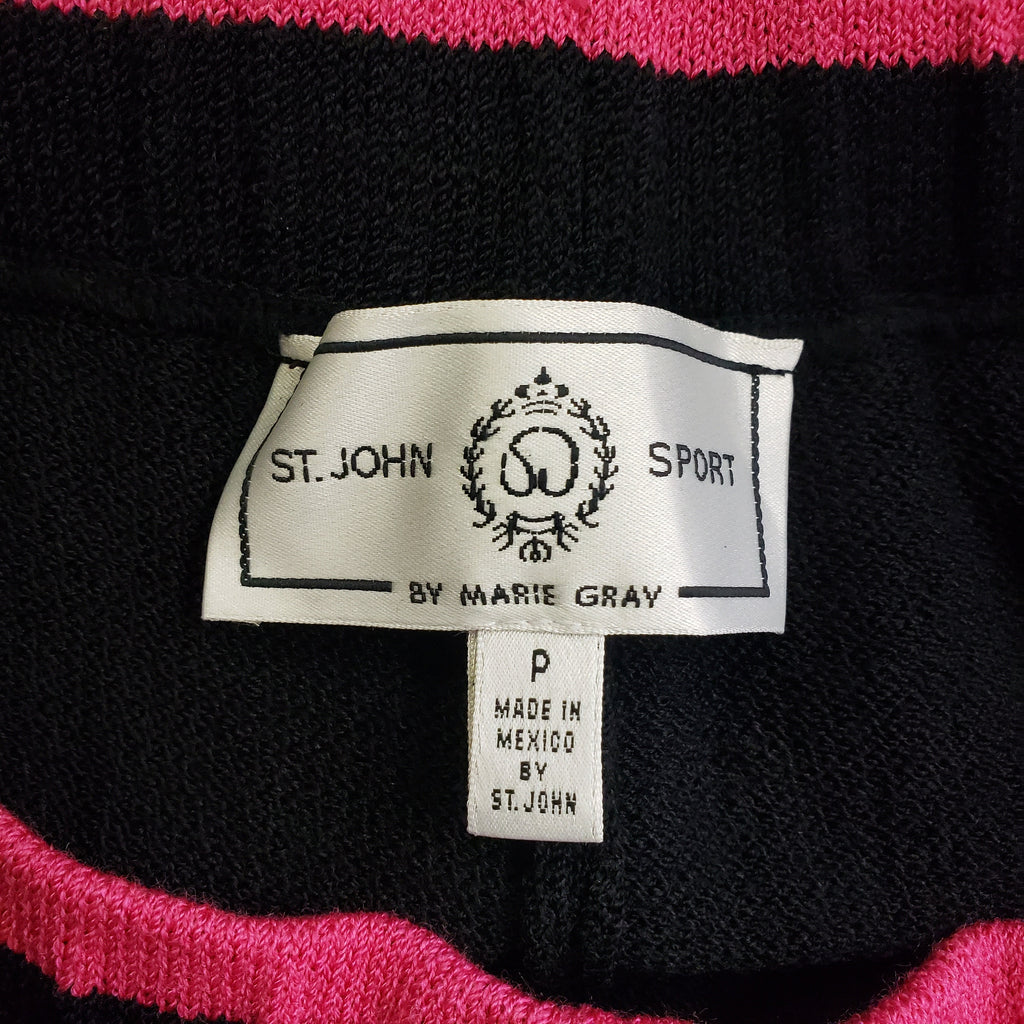 ST. JOHN SPORT
BY MARIE GRAY
P
MADE IN
MEXICO
BY
ST. JOHN